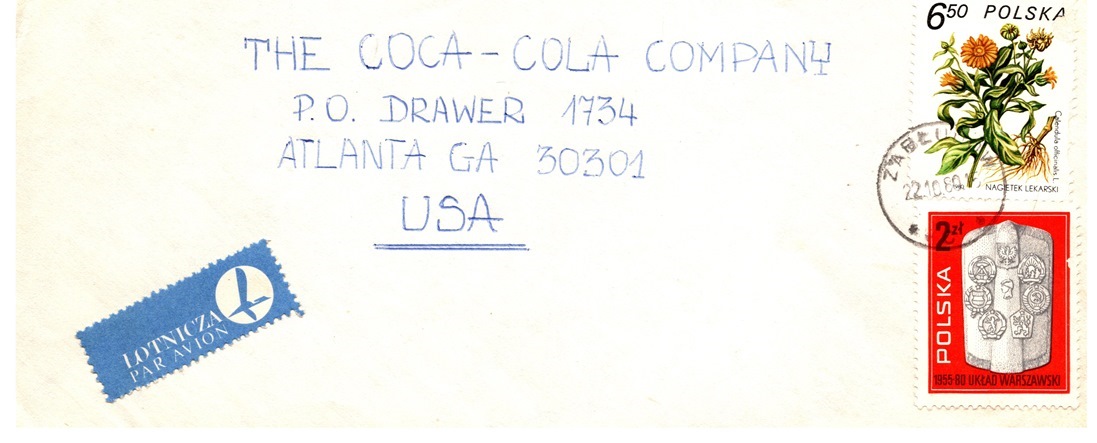 THE COCA-COLA COMPANY
P.O. DRAWER 1734
ATLANTA GA 30301
USA
LOTNICZA
PAR AVION
650 POLSKA
Calendula officinalis L.
NAGIETEK LEKARSKI
22.10.80
2zł
POLSKA
1955-80 UKŁAD WARSZAWSKI